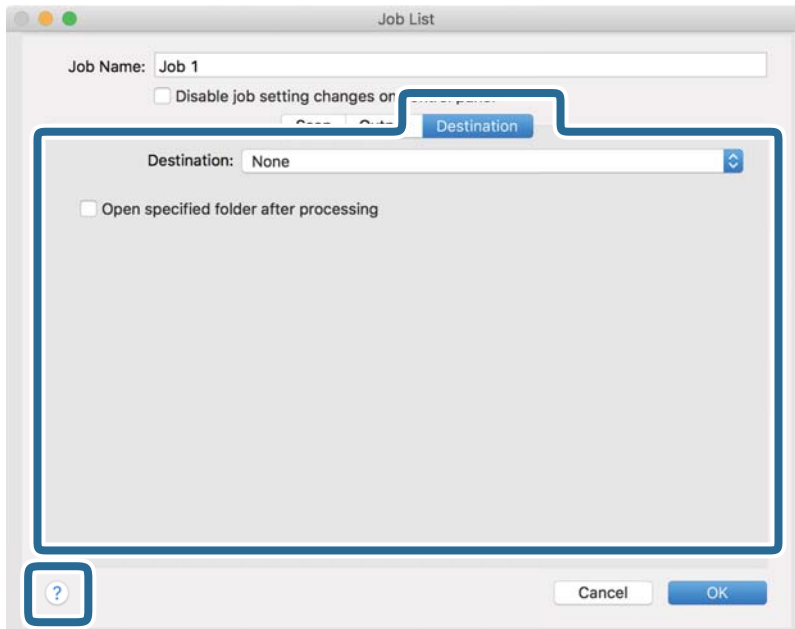 Job List
Job Name: Job 1
Disable job setting changes on
Destination
Destination: None
Open specified folder after processing
? Cancel OK